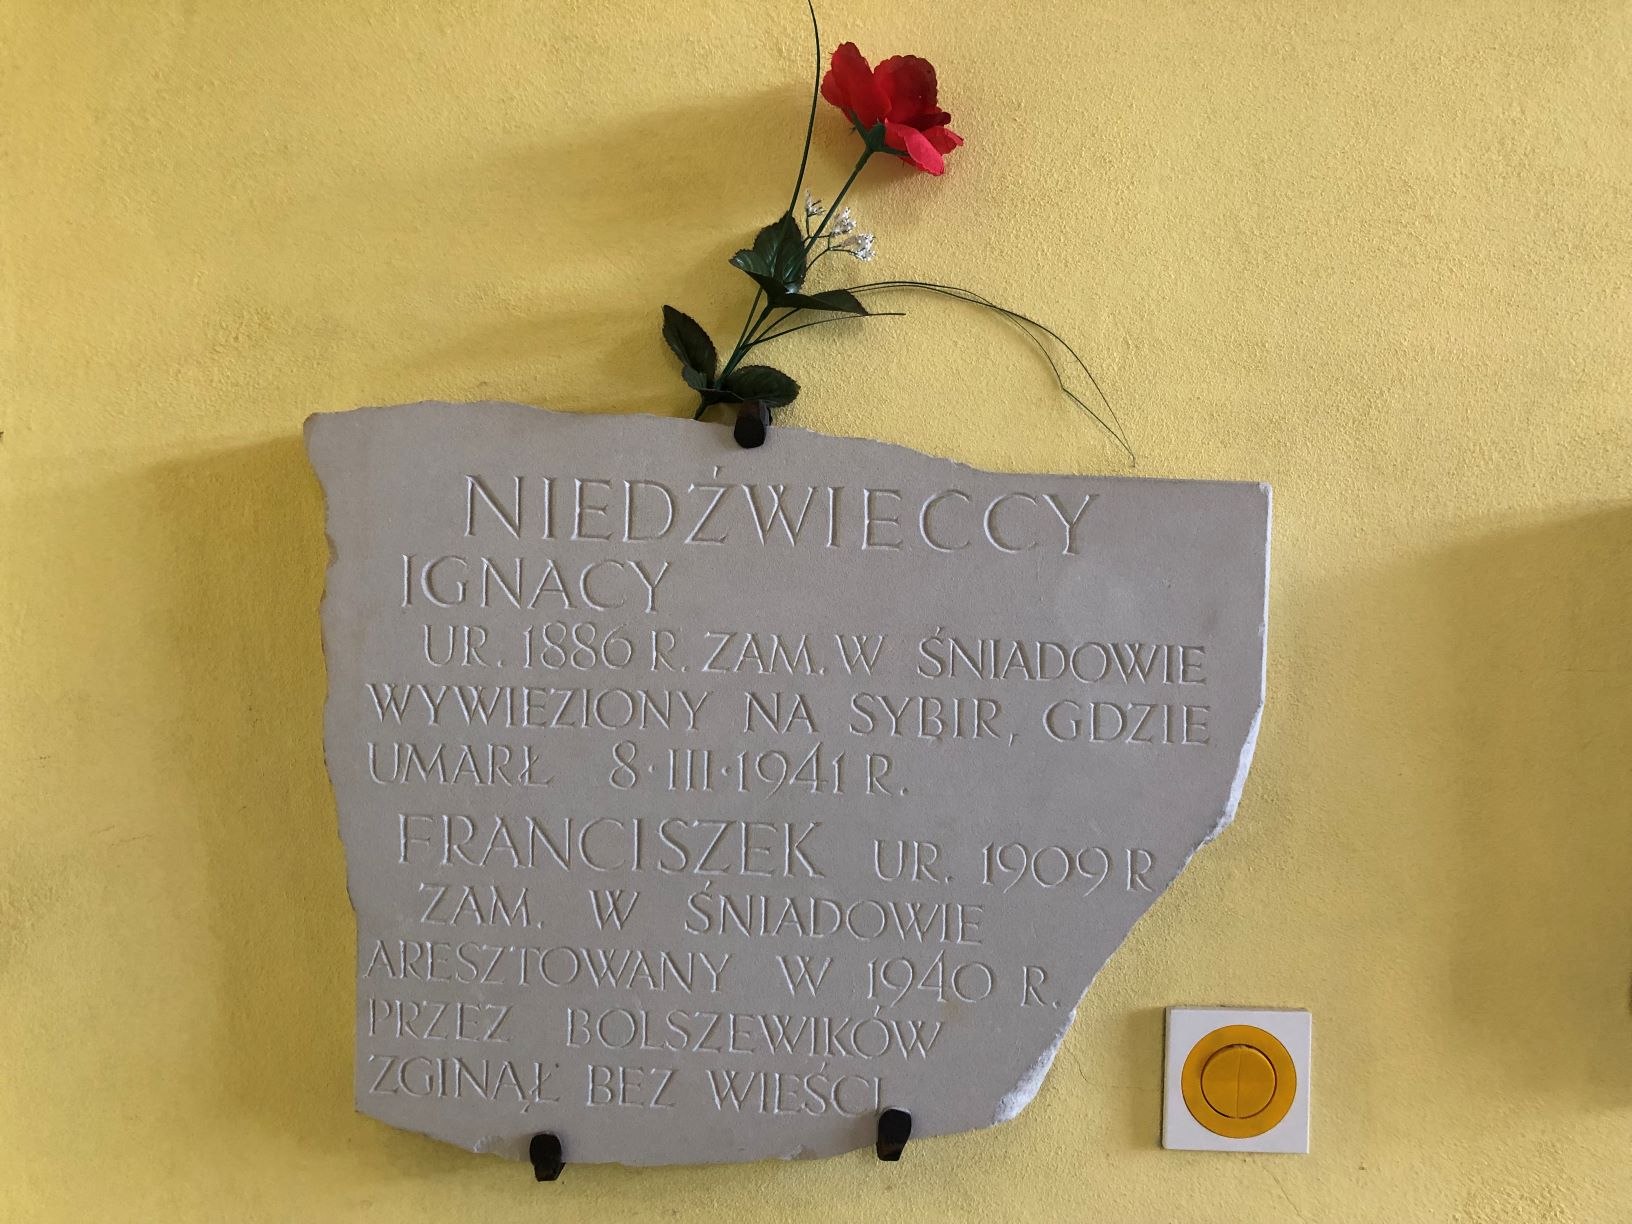 NIEDŹWIECCY
IGNACY
UR. 1886 R. ZAM. W ŚNIADOWIE
WYWIEZIONY NA SYBIR, GDZIE
UMARŁ 8·III·1941 R.
FRANCISZEK UR. 1909 R
ZAM. W ŚNIADOWIE
ARESZTOWANY W 1940 R.
PRZEZ BOLSZEWIKÓW
ZGINĄŁ BEZ WIEŚCI